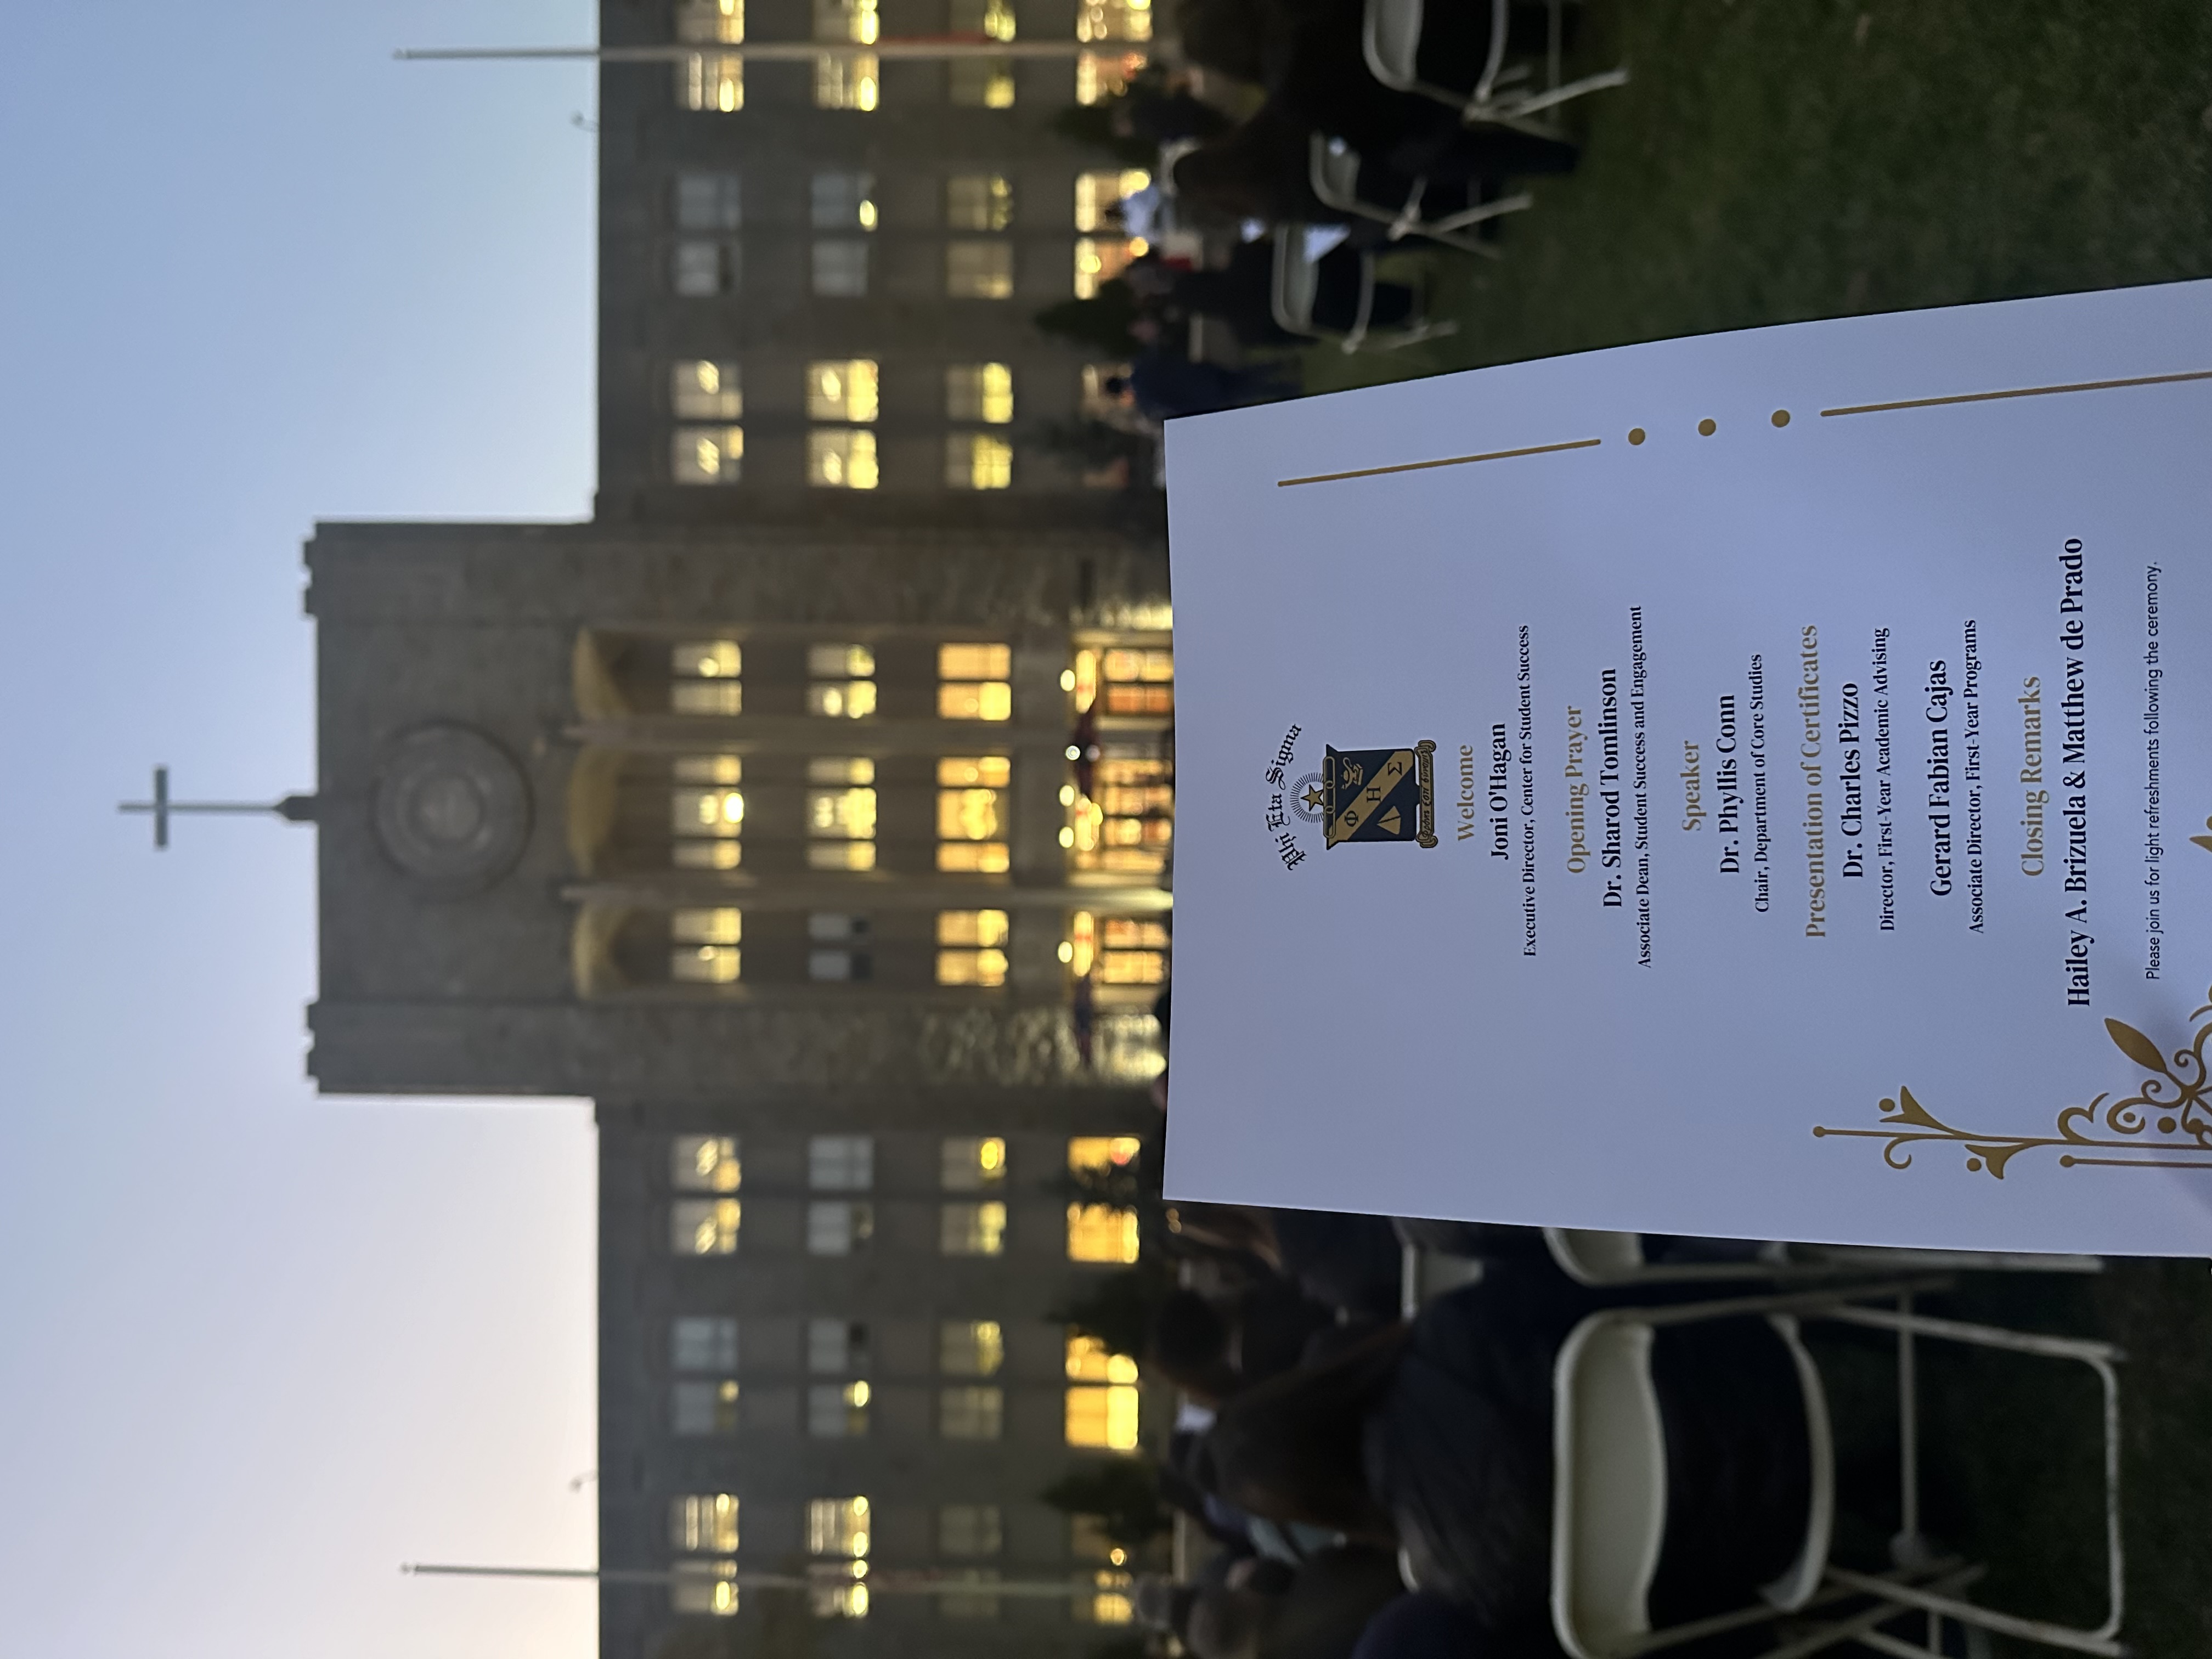 Phi Eta Sigma
Φ
Η
Σ
Welcome
Joni O'Hagan
Executive Director, Center for Student Success
Opening Prayer
Dr. Sharod Tomlinson
Associate Dean, Student Success and Engagement
Speaker
Dr. Phyllis Conn
Chair, Department of Core Studies
Presentation of Certificates
Dr. Charles Pizzo
Director, First-Year Academic Advising
Gerard Fabian Cajas
Associate Director, First-Year Programs
Closing Remarks
Hailey A. Brizuela & Matthew de Prado
Please join us for light refreshments following the ceremony.